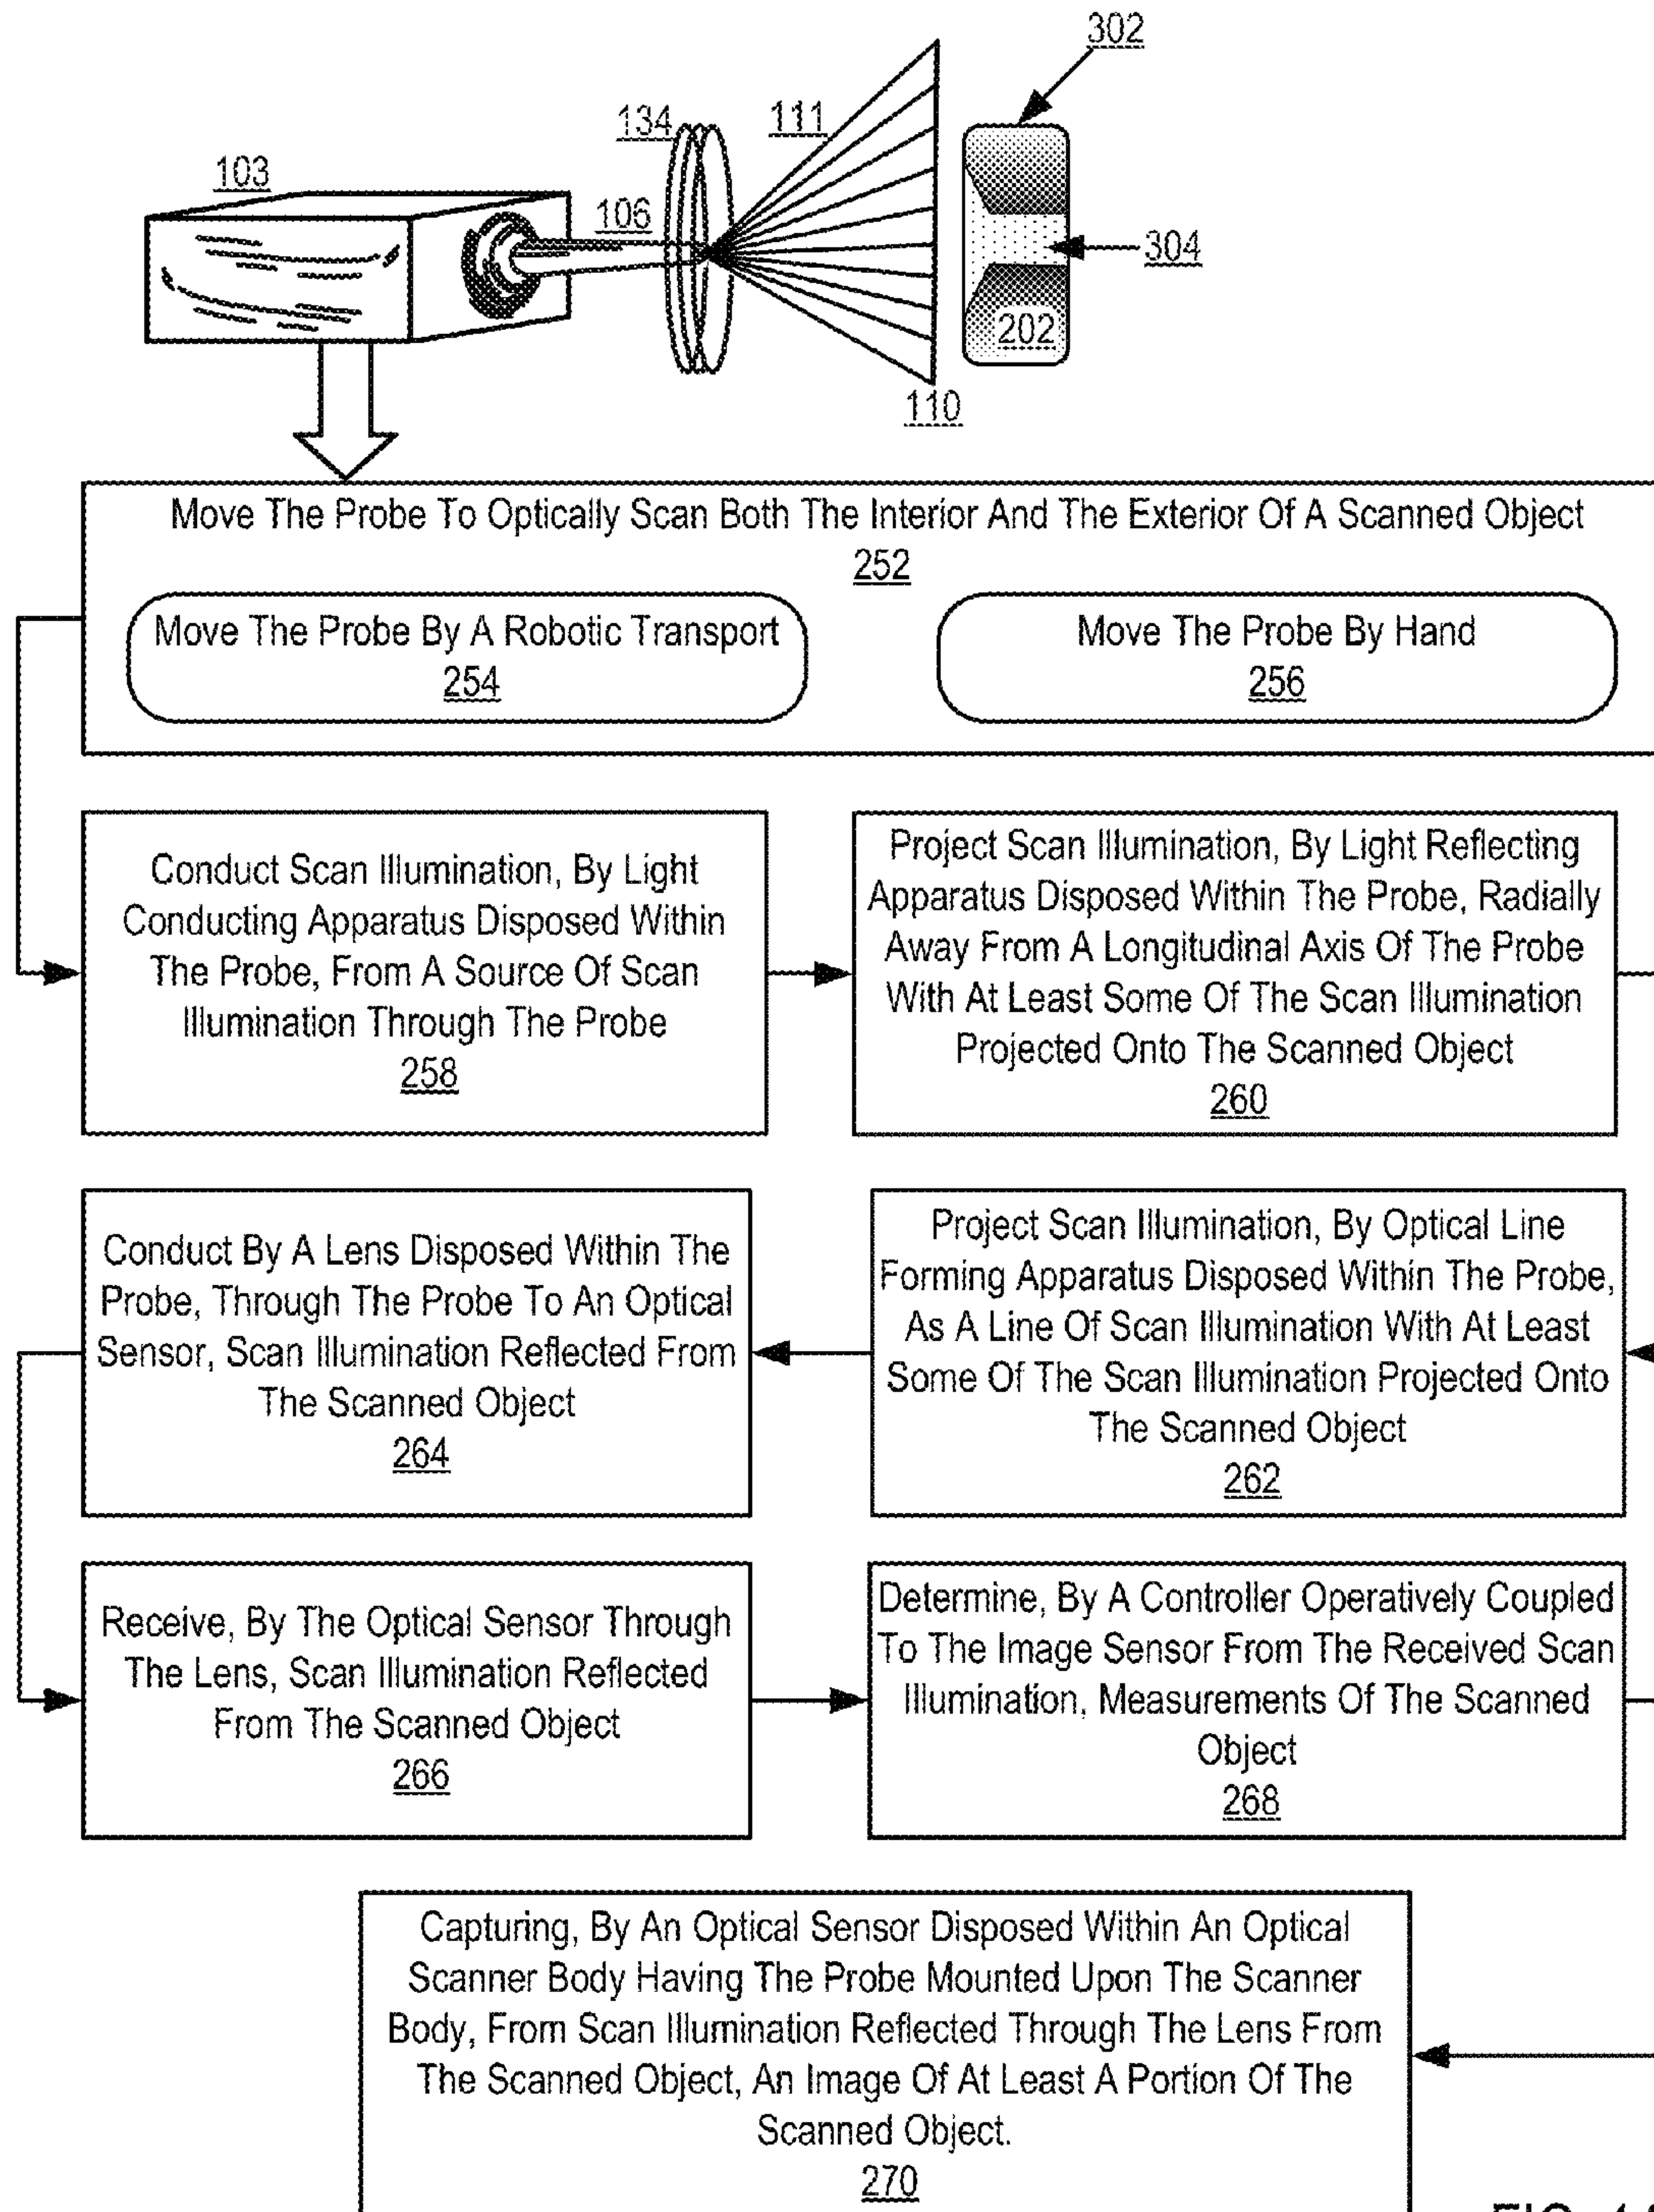 302
134
111
103
106
304
202
110
Move The Probe To Optically Scan Both The Interior And The Exterior Of A Scanned Object
252
Move The Probe By A Robotic Transport
254
Move The Probe By Hand
256
Conduct Scan Illumination, By Light
Conducting Apparatus Disposed Within
The Probe, From A Source Of Scan
Illumination Through The Probe
258
Project Scan Illumination, By Light Reflecting
Apparatus Disposed Within The Probe, Radially
Away From A Longitudinal Axis Of The Probe
With At Least Some Of The Scan Illumination
Projected Onto The Scanned Object
260
Project Scan Illumination, By Optical Line
Forming Apparatus Disposed Within The Probe,
As A Line Of Scan Illumination With At Least
Some Of The Scan Illumination Projected Onto
The Scanned Object
262
Conduct By A Lens Disposed Within The
Probe, Through The Probe To An Optical
Sensor, Scan Illumination Reflected From
The Scanned Object
264
Receive, By The Optical Sensor Through
The Lens, Scan Illumination Reflected
From The Scanned Object
266
Determine, By A Controller Operatively Coupled
To The Image Sensor From The Received Scan
Illumination, Measurements Of The Scanned
Object
268
Capturing, By An Optical Sensor Disposed Within An Optical
Scanner Body Having The Probe Mounted Upon The Scanner
Body, From Scan Illumination Reflected Through The Lens From
The Scanned Object, An Image Of At Least A Portion Of The
Scanned Object.
270
FIG.